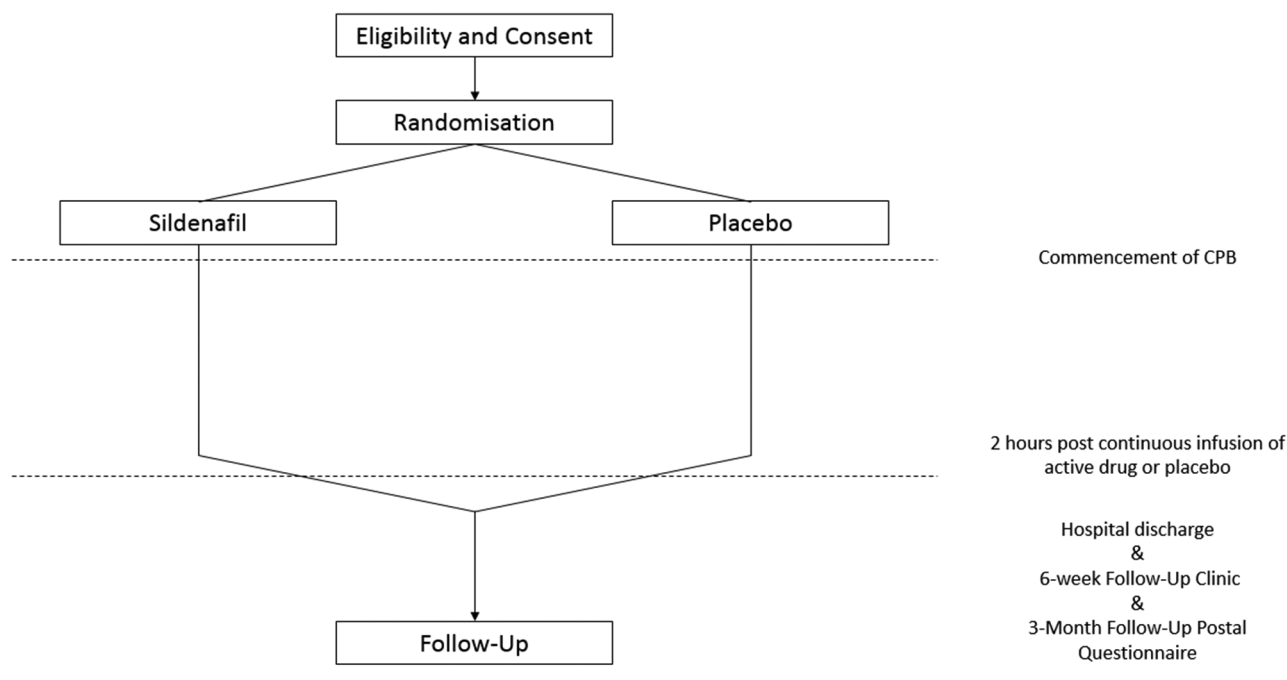 Eligibility and Consent
Randomisation
Sildenafil
Placebo
Commencement of CPB
2 hours post continuous infusion of
active drug or placebo
Hospital discharge
&
6-week Follow-Up Clinic
&
3-Month Follow-Up Postal
Questionnaire
Follow-Up